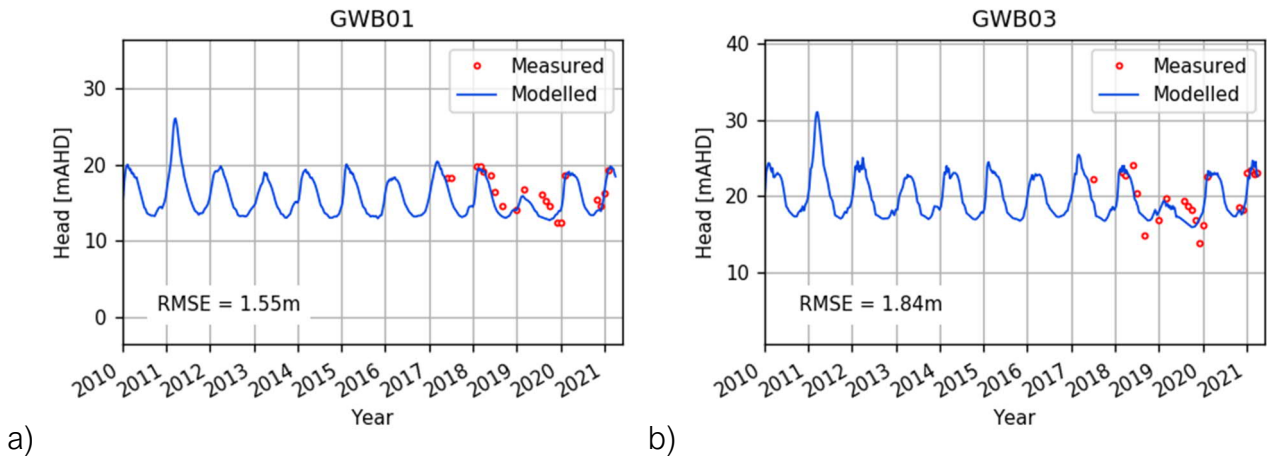 GWB01
Head [mAHD]
30
20
10
0
Measured
Modelled
RMSE = 1.55m
2010 2011 2012 2013 2014 2015 2016 2017 2018 2019 2020 2021
Year
a)
GWB03
Head [mAHD]
40
30
20
10
Measured
Modelled
RMSE = 1.84m
2010 2011 2012 2013 2014 2015 2016 2017 2018 2019 2020 2021
Year
b)